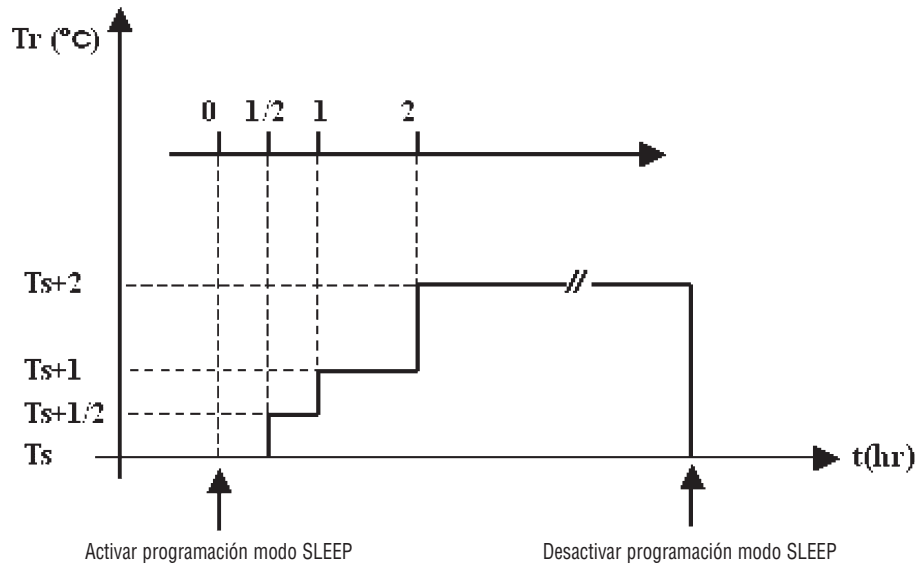 Tr (°C)
0 1/2 1 2
Ts+2
Ts+1
Ts+1/2
Ts
t(hr)
Activar programación modo SLEEP Desactivar programación modo SLEEP